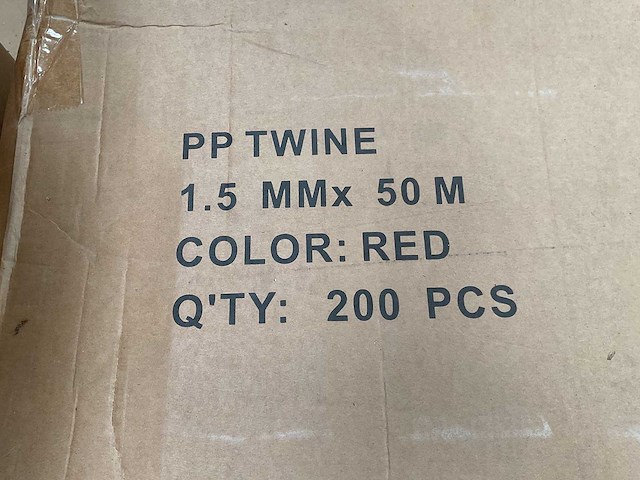 PP TWINE
1.5 MMx 50 M
COLOR: RED
Q'TY: 200 PCS